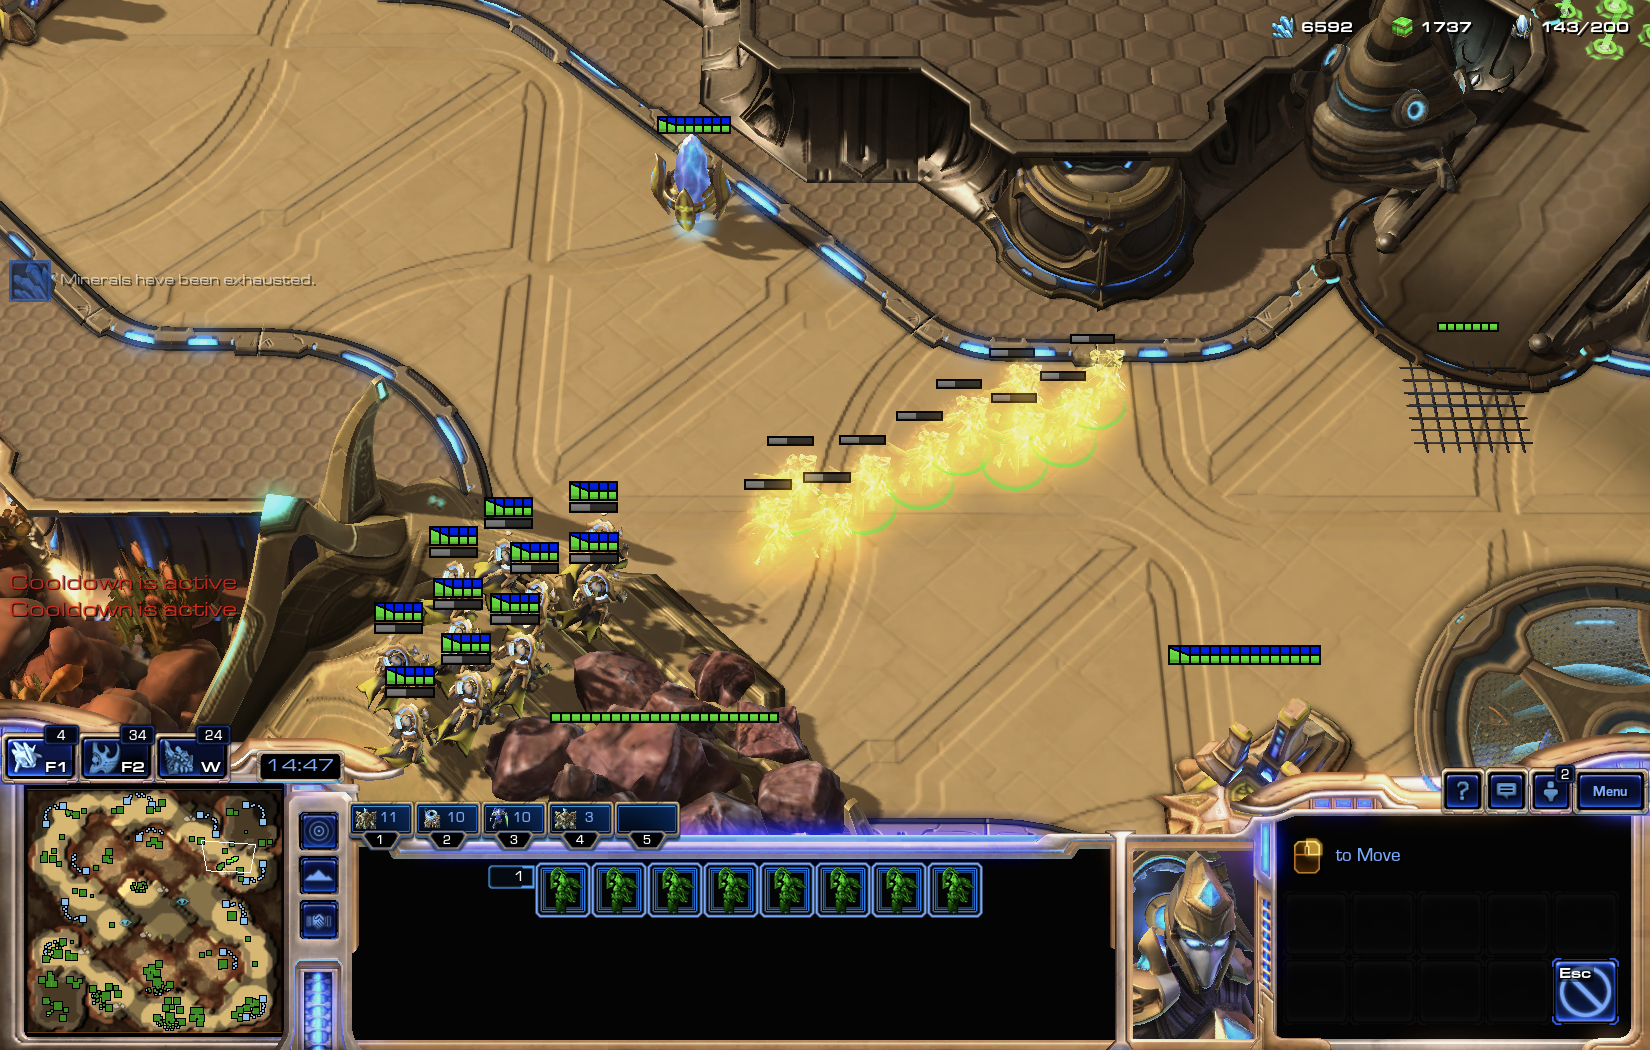 6592 1737 143/200
Minerals have been exhausted.
Cooldown is active
Cooldown is active
4 34 24
F1 F2 W
14:47
2
? Menu
11 10 10 3
1 2 3 4 5
1
to Move
Esc